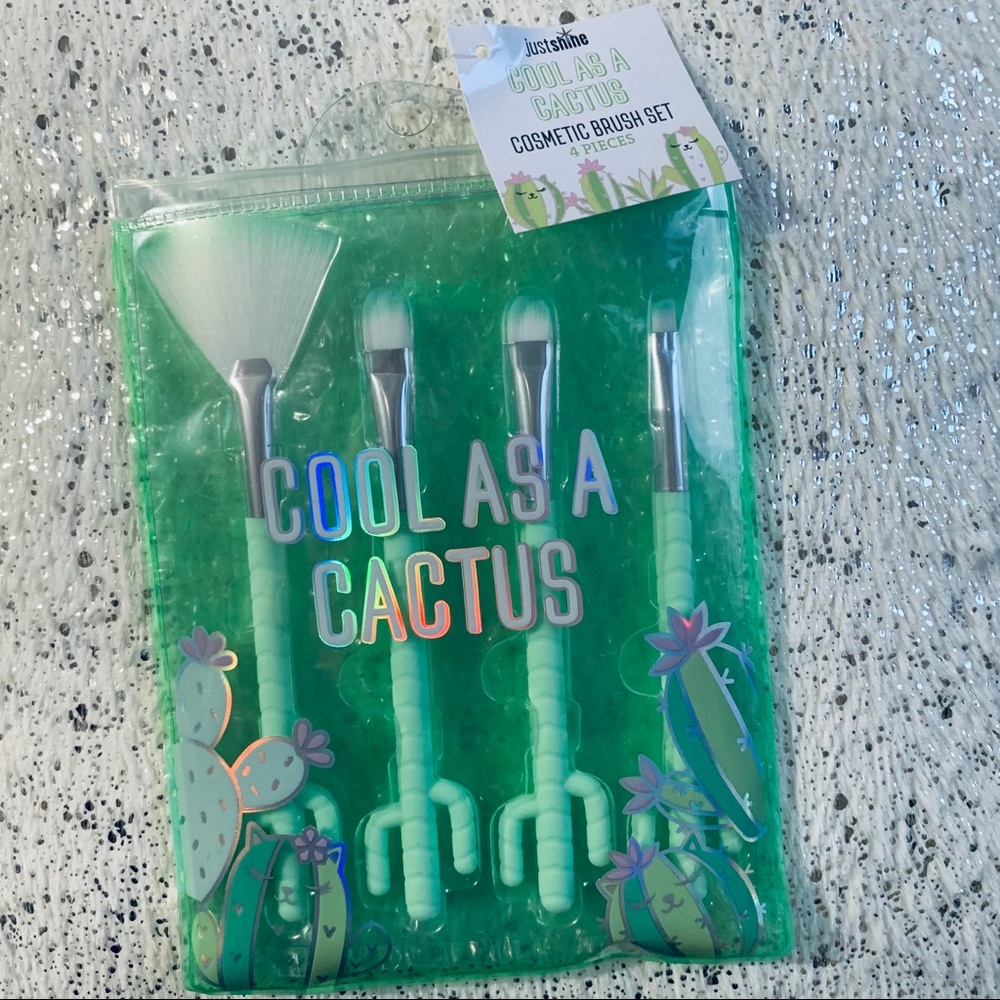 justshine
COOL AS A
CACTUS
COSMETIC BRUSH SET
4 PIECES
COOL AS A
CACTUS